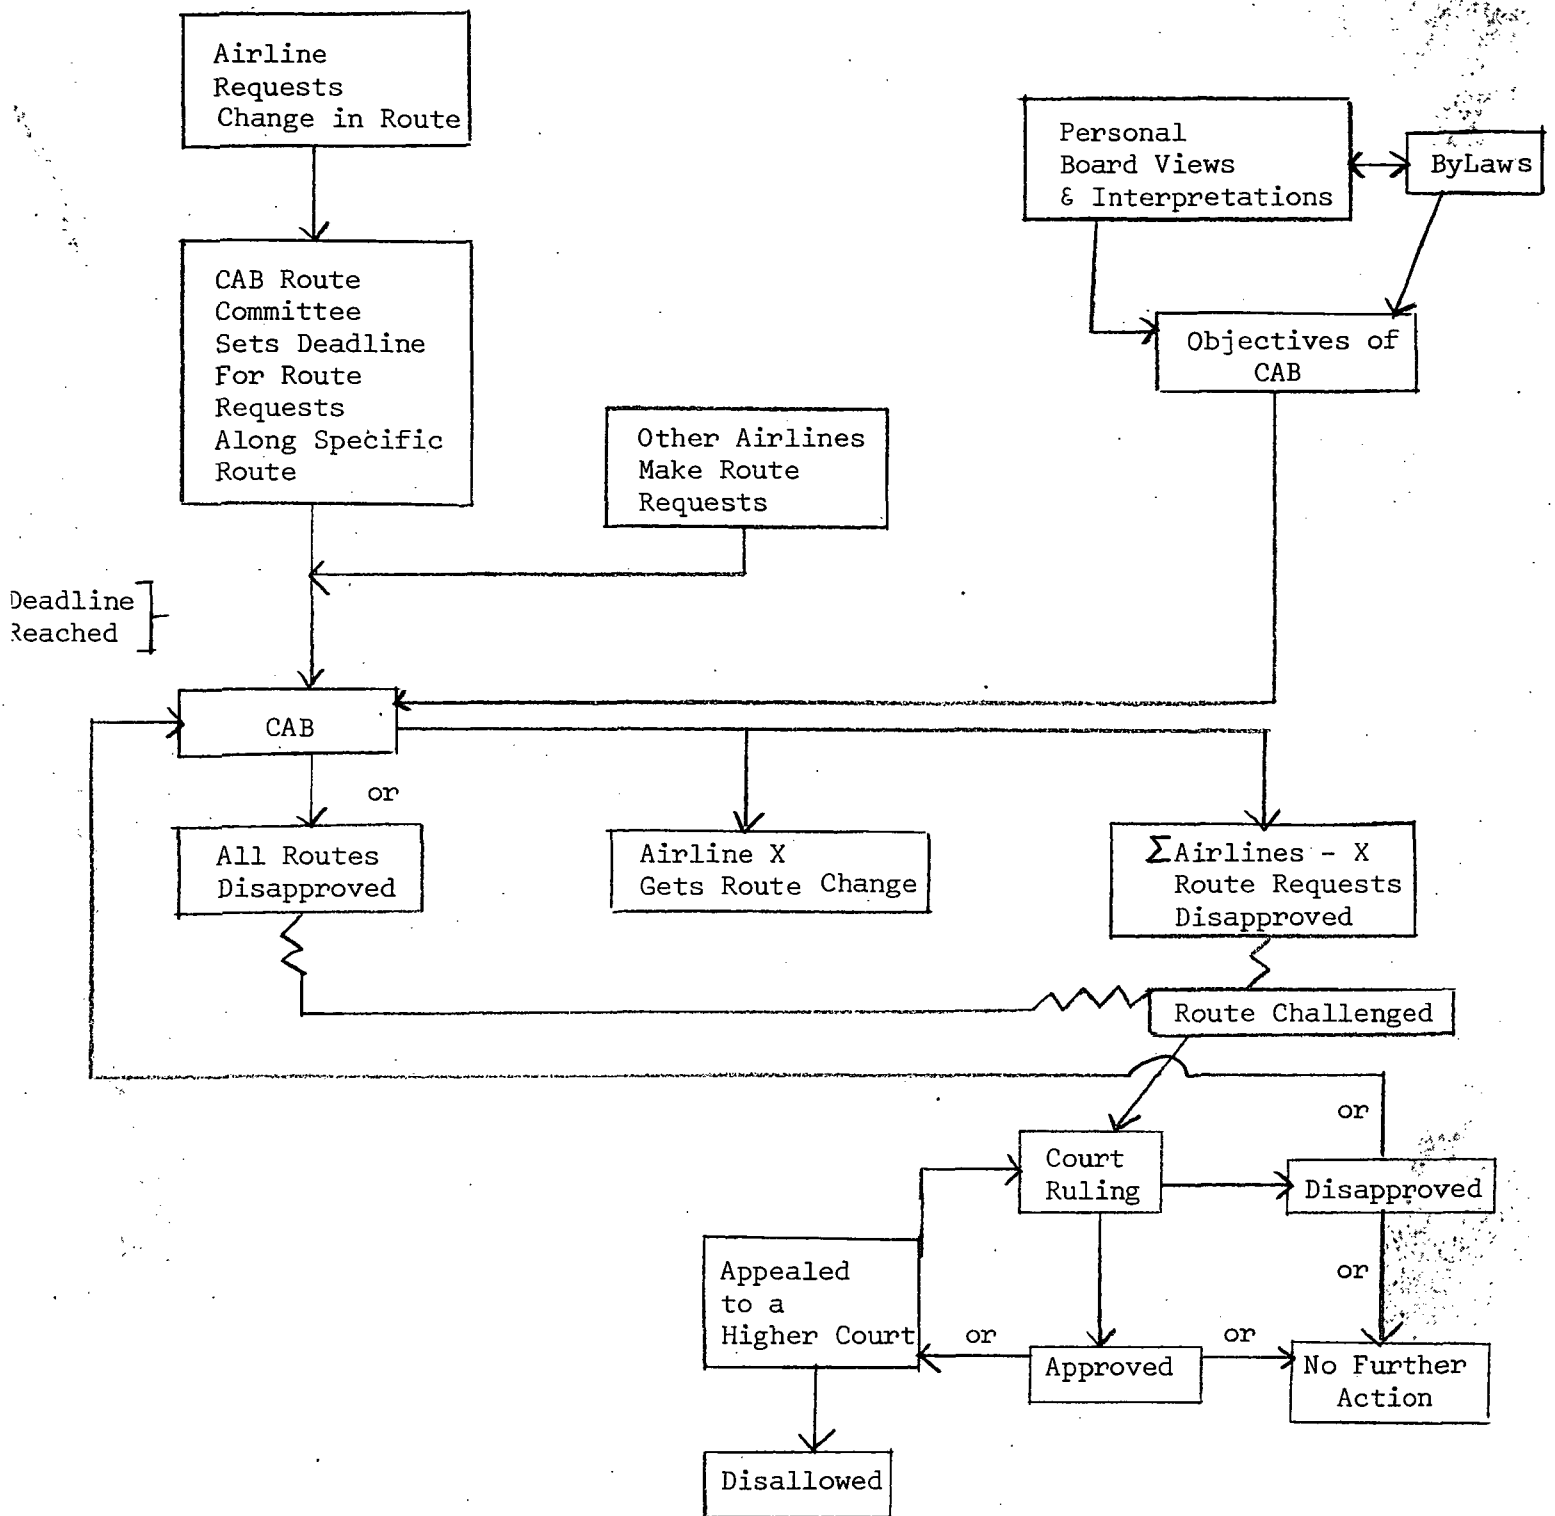 Airline
Requests
Change in Route
Personal
Board Views
& Interpretations
ByLaws
CAB Route
Committee
Sets Deadline
For Route
Requests
Along Specific
Route
Objectives of
CAB
Other Airlines
Make Route
Requests
Deadline
Reached
CAB
or
All Routes
Disapproved
Airline X
Gets Route Change
ΣAirlines - X
Route Requests
Disapproved
Route Challenged
or
Court
Ruling
Disapproved
or
Appealed
to a
Higher Court
or
Approved
or
No Further
Action
Disallowed